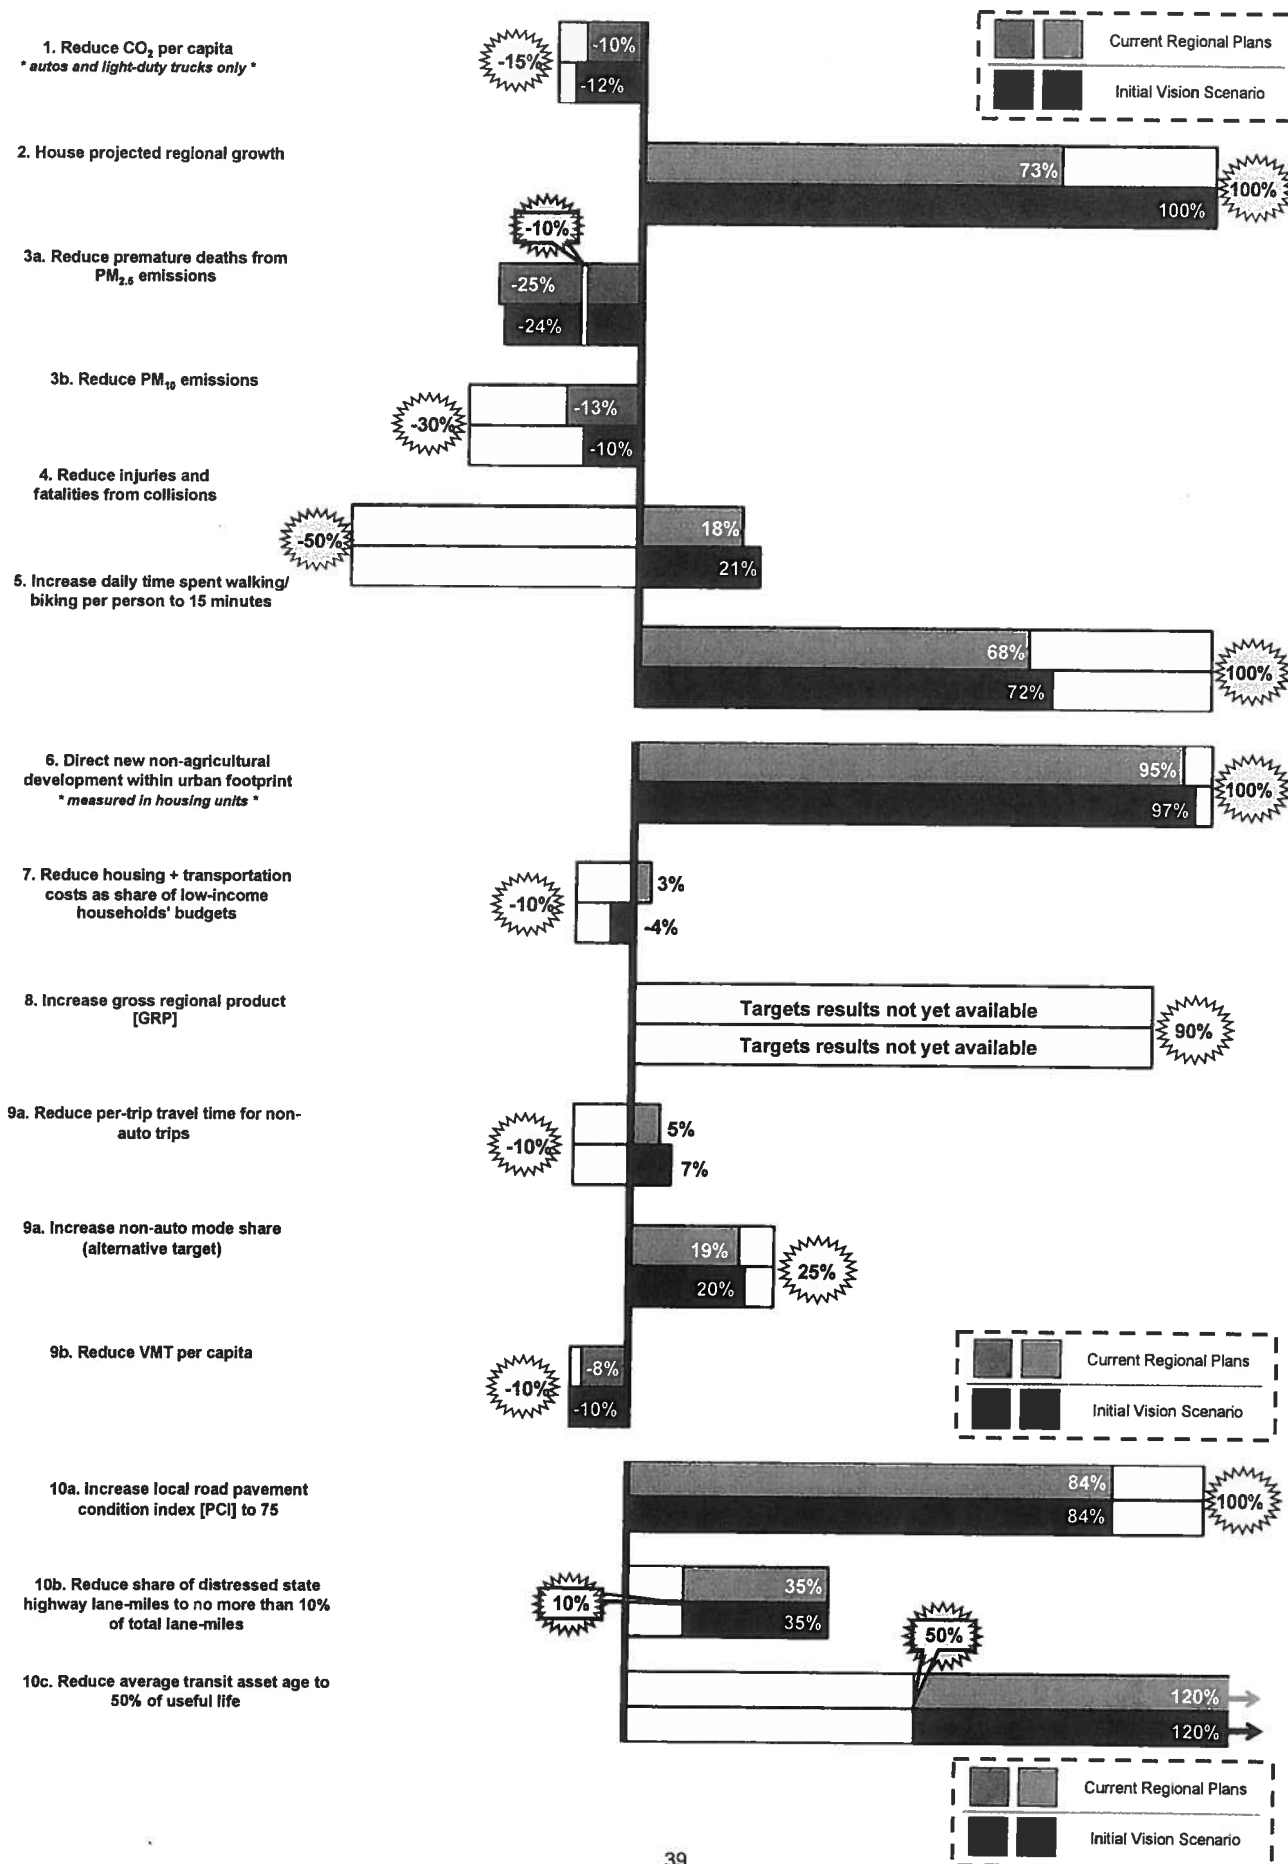 1. Reduce CO₂ per capita
* autos and light-duty trucks only *
-15%
-10%
-12%
Current Regional Plans
Initial Vision Scenario
2. House projected regional growth
73%
100%
100%
3a. Reduce premature deaths from
PM₂.₅ emissions
-10%
-25%
-24%
3b. Reduce PM₁₀ emissions
-30%
-13%
-10%
4. Reduce injuries and
fatalities from collisions
-50%
18%
21%
5. Increase daily time spent walking/
biking per person to 15 minutes
68%
72%
100%
6. Direct new non-agricultural
development within urban footprint
* measured in housing units *
95%
97%
100%
7. Reduce housing + transportation
costs as share of low-income
households' budgets
-10%
3%
-4%
8. Increase gross regional product
[GRP]
Targets results not yet available
Targets results not yet available
90%
9a. Reduce per-trip travel time for non-
auto trips
-10%
5%
7%
9a. Increase non-auto mode share
(alternative target)
19%
20%
25%
9b. Reduce VMT per capita
-10%
-8%
-10%
Current Regional Plans
Initial Vision Scenario
10a. Increase local road pavement
condition index [PCI] to 75
84%
84%
100%
10b. Reduce share of distressed state
highway lane-miles to no more than 10%
of total lane-miles
10%
35%
35%
10c. Reduce average transit asset age to
50% of useful life
50%
120%
120%
Current Regional Plans
Initial Vision Scenario
39